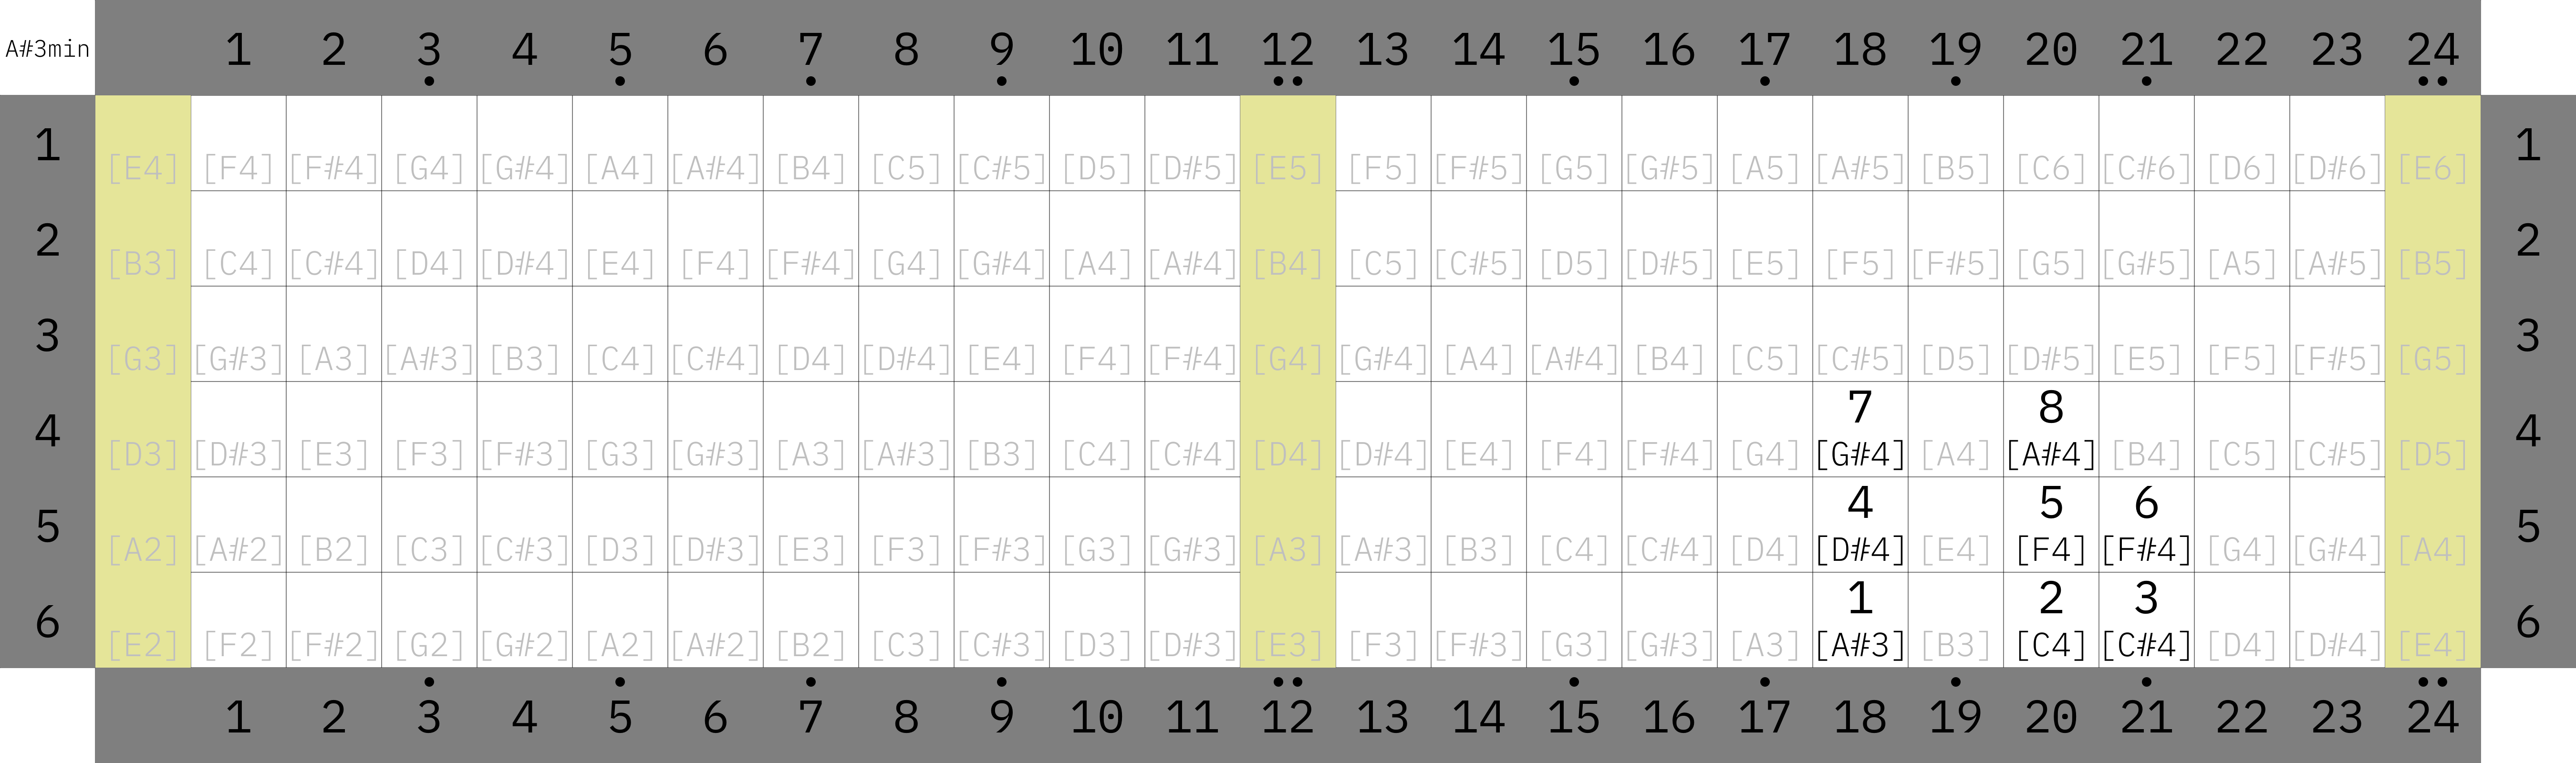 A#3min 1 2 3 4 5 6 7 8 9 10 11 12 13 14 15 16 17 18 19 20 21 22 23 24
1 [E4] [F4] [F#4] [G4] [G#4] [A4] [A#4] [B4] [C5] [C#5] [D5] [D#5] [E5] [F5] [F#5] [G5] [G#5] [A5] [A#5] [B5] [C6] [C#6] [D6] [D#6] [E6] 1
2 [B3] [C4] [C#4] [D4] [D#4] [E4] [F4] [F#4] [G4] [G#4] [A4] [A#4] [B4] [C5] [C#5] [D5] [D#5] [E5] [F5] [F#5] [G5] [G#5] [A5] [A#5] [B5] 2
3 [G3] [G#3] [A3] [A#3] [B3] [C4] [C#4] [D4] [D#4] [E4] [F4] [F#4] [G4] [G#4] [A4] [A#4] [B4] [C5] [C#5] [D5] [D#5] [E5] [F5] [F#5] [G5] 3
7 8
4 [D3] [D#3] [E3] [F3] [F#3] [G3] [G#3] [A3] [A#3] [B3] [C4] [C#4] [D4] [D#4] [E4] [F4] [F#4] [G4] [G#4] [A4] [A#4] [B4] [C5] [C#5] [D5] 4
4 5 6
5 [A2] [A#2] [B2] [C3] [C#3] [D3] [D#3] [E3] [F3] [F#3] [G3] [G#3] [A3] [A#3] [B3] [C4] [C#4] [D4] [D#4] [E4] [F4] [F#4] [G4] [G#4] [A4] 5
1 2 3
6 [E2] [F2] [F#2] [G2] [G#2] [A2] [A#2] [B2] [C3] [C#3] [D3] [D#3] [E3] [F3] [F#3] [G3] [G#3] [A3] [A#3] [B3] [C4] [C#4] [D4] [D#4] [E4] 6
1 2 3 4 5 6 7 8 9 10 11 12 13 14 15 16 17 18 19 20 21 22 23 24